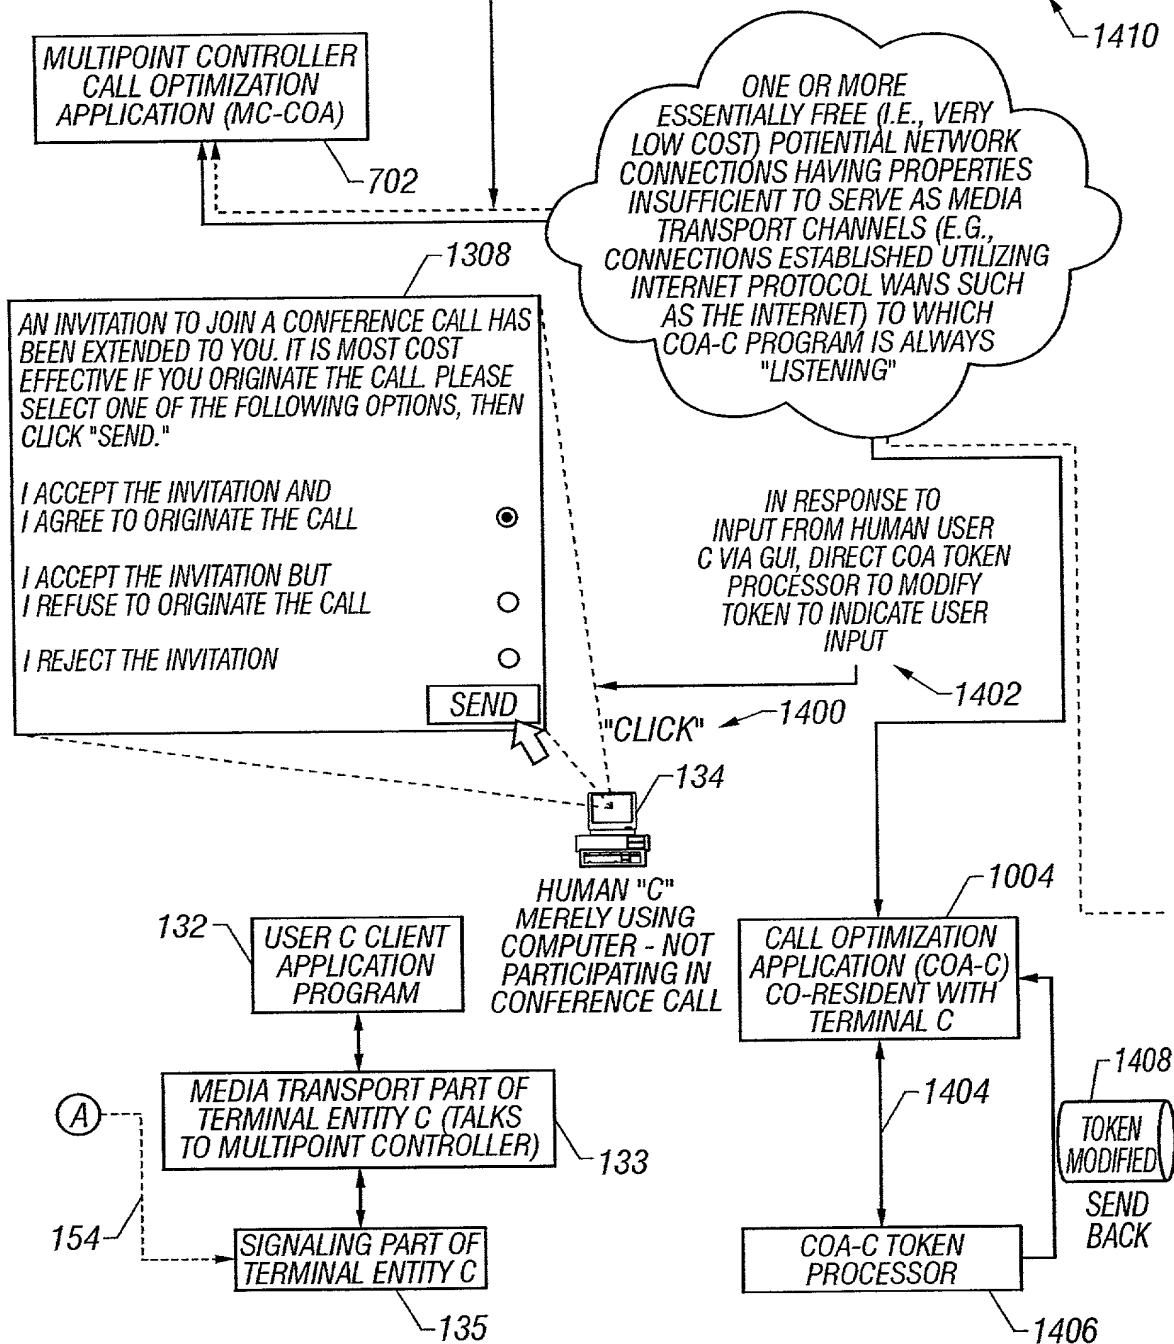 1410
MULTIPOINT CONTROLLER
CALL OPTIMIZATION
APPLICATION (MC-COA)
702
ONE OR MORE
ESSENTIALLY FREE (I.E., VERY
LOW COST) POTIENTIAL NETWORK
CONNECTIONS HAVING PROPERTIES
INSUFFICIENT TO SERVE AS MEDIA
TRANSPORT CHANNELS (E.G.,
CONNECTIONS ESTABLISHED UTILIZING
INTERNET PROTOCOL WANS SUCH
AS THE INTERNET) TO WHICH
COA-C PROGRAM IS ALWAYS
"LISTENING"
1308
AN INVITATION TO JOIN A CONFERENCE CALL HAS
BEEN EXTENDED TO YOU. IT IS MOST COST
EFFECTIVE IF YOU ORIGINATE THE CALL. PLEASE
SELECT ONE OF THE FOLLOWING OPTIONS, THEN
CLICK "SEND."
I ACCEPT THE INVITATION AND
I AGREE TO ORIGINATE THE CALL
I ACCEPT THE INVITATION BUT
I REFUSE TO ORIGINATE THE CALL
I REJECT THE INVITATION
SEND
IN RESPONSE TO
INPUT FROM HUMAN USER
C VIA GUI, DIRECT COA TOKEN
PROCESSOR TO MODIFY
TOKEN TO INDICATE USER
INPUT
1402
"CLICK"
1400
134
HUMAN "C"
MERELY USING
COMPUTER - NOT
PARTICIPATING IN
CONFERENCE CALL
132
USER C CLIENT
APPLICATION
PROGRAM
1004
CALL OPTIMIZATION
APPLICATION (COA-C)
CO-RESIDENT WITH
TERMINAL C
MEDIA TRANSPORT PART OF
TERMINAL ENTITY C (TALKS
TO MULTIPOINT CONTROLLER)
133
A
154
SIGNALING PART OF
TERMINAL ENTITY C
135
1404
1408
TOKEN
MODIFIED
SEND
BACK
COA-C TOKEN
PROCESSOR
1406